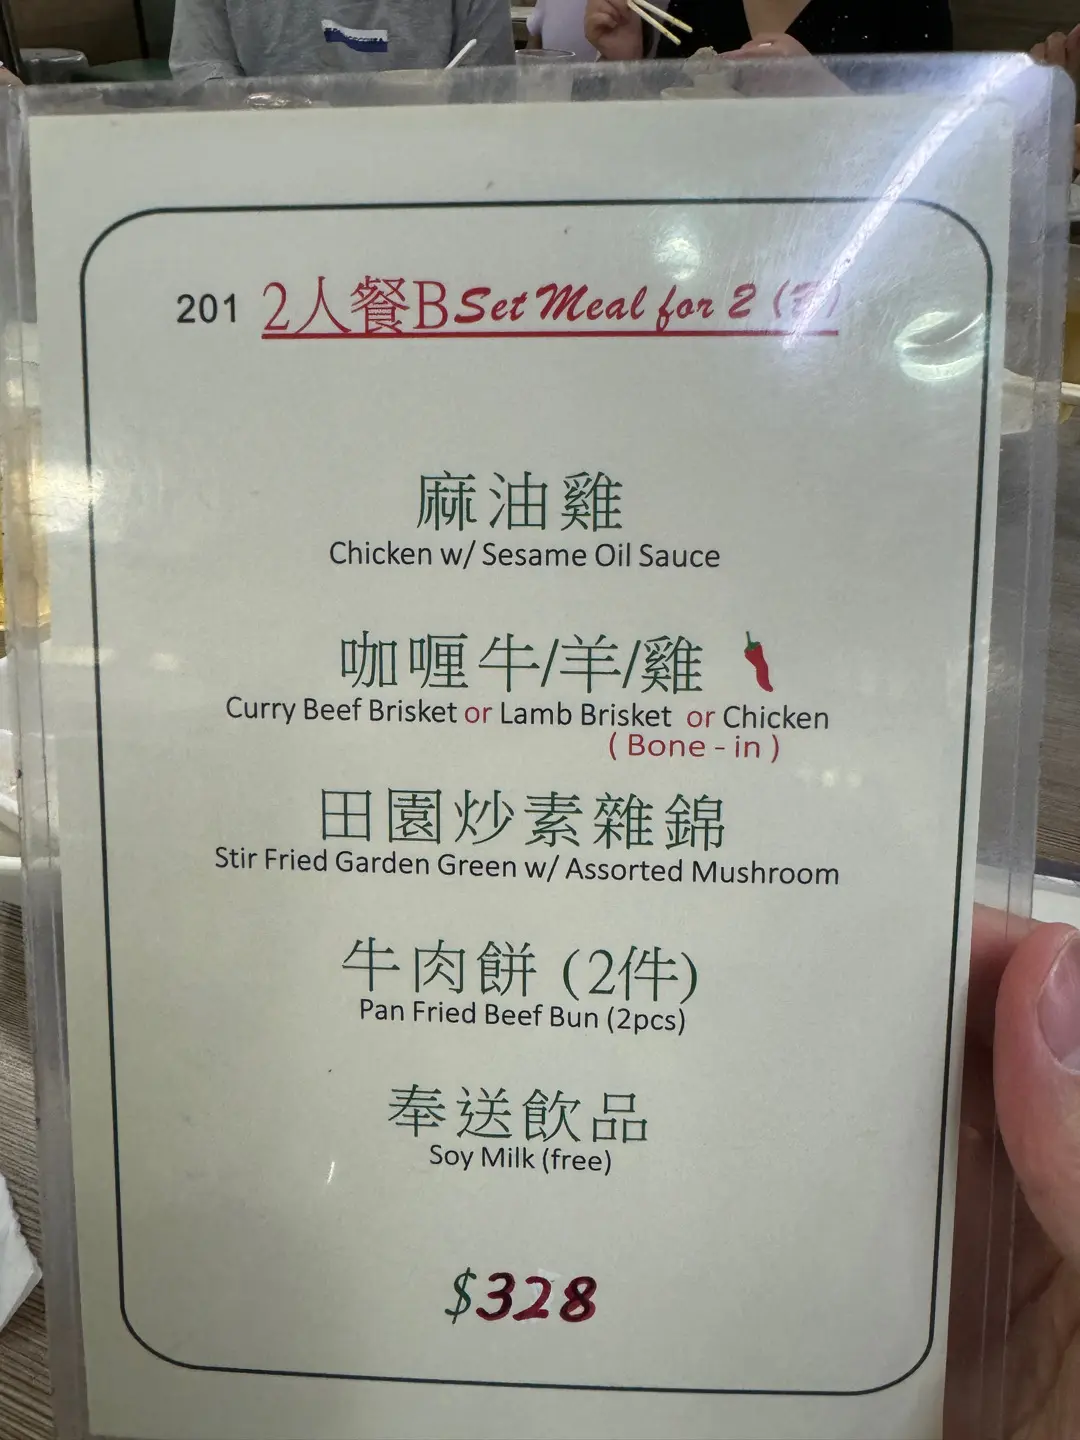 201 2人餐B Set Meal for 2 (B)
麻油雞
Chicken w/ Sesame Oil Sauce
咖喱牛/羊/雞
Curry Beef Brisket or Lamb Brisket or Chicken
( Bone - in )
田園炒素雜錦
Stir Fried Garden Green w/ Assorted Mushroom
牛肉餅 (2件)
Pan Fried Beef Bun (2pcs)
奉送飲品
Soy Milk (free)
$328